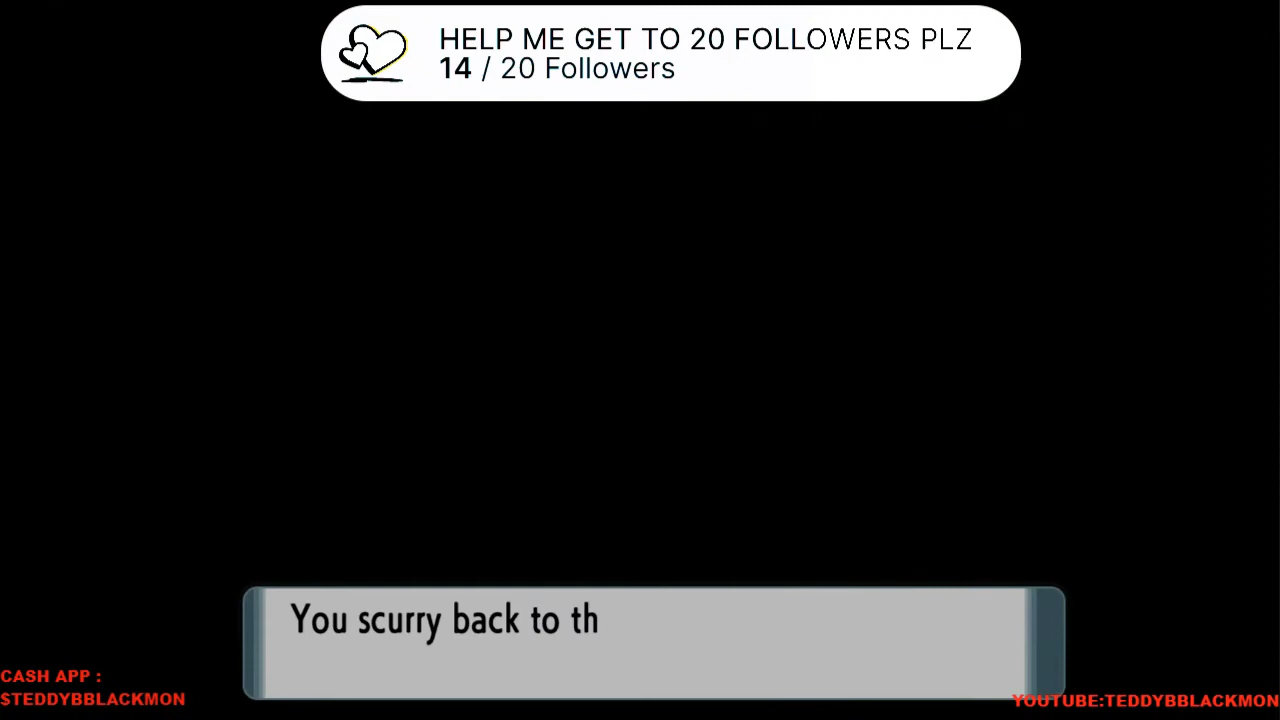 HELP ME GET TO 20 FOLLOWERS PLZ
14 / 20 Followers
You scurry back to th
CASH APP :
$TEDDYBBLACKMON
YOUTUBE:TEDDYBBLACKMON